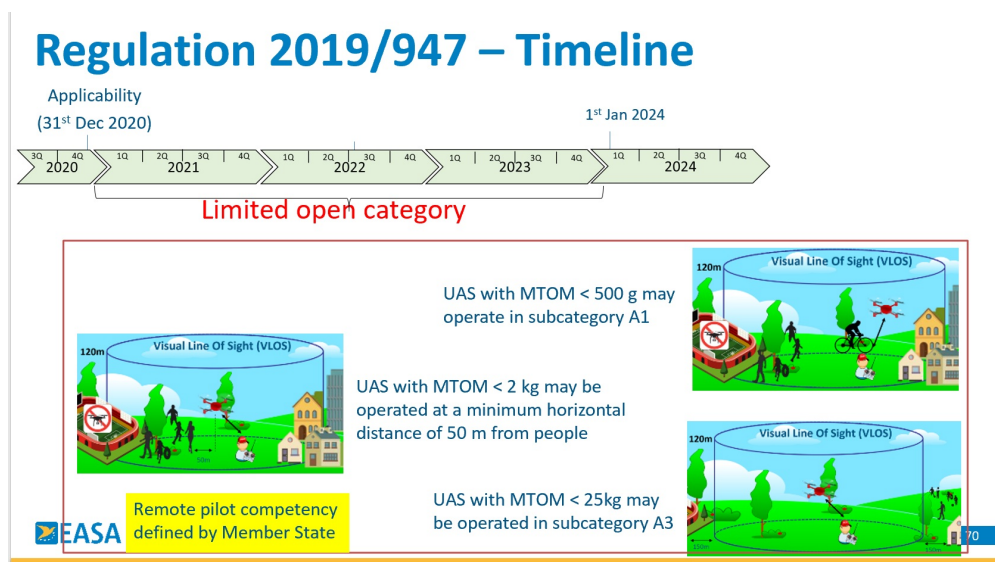 Regulation 2019/947 – Timeline
Applicability
(31st Dec 2020)
1st Jan 2024
3Q 4Q 1Q 2Q 3Q 4Q 1Q 2Q 3Q 4Q 1Q 2Q 3Q 4Q 1Q 2Q 3Q 4Q
2020 2021 2022 2023 2024
Limited open category
Visual Line Of Sight (VLOS)
120m
UAS with MTOM < 500 g may
operate in subcategory A1
Visual Line Of Sight (VLOS)
120m
50m
UAS with MTOM < 2 kg may be
operated at a minimum horizontal
distance of 50 m from people
Visual Line Of Sight (VLOS)
120m
150m
150m
UAS with MTOM < 25kg may
be operated in subcategory A3
Remote pilot competency
defined by Member State
EASA
70